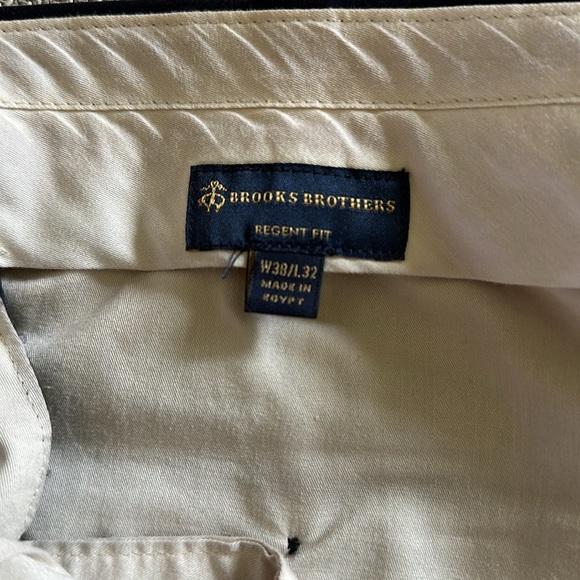 BROOKS BROTHERS
REGENT FIT
W38/L32
MADE IN
EGYPT